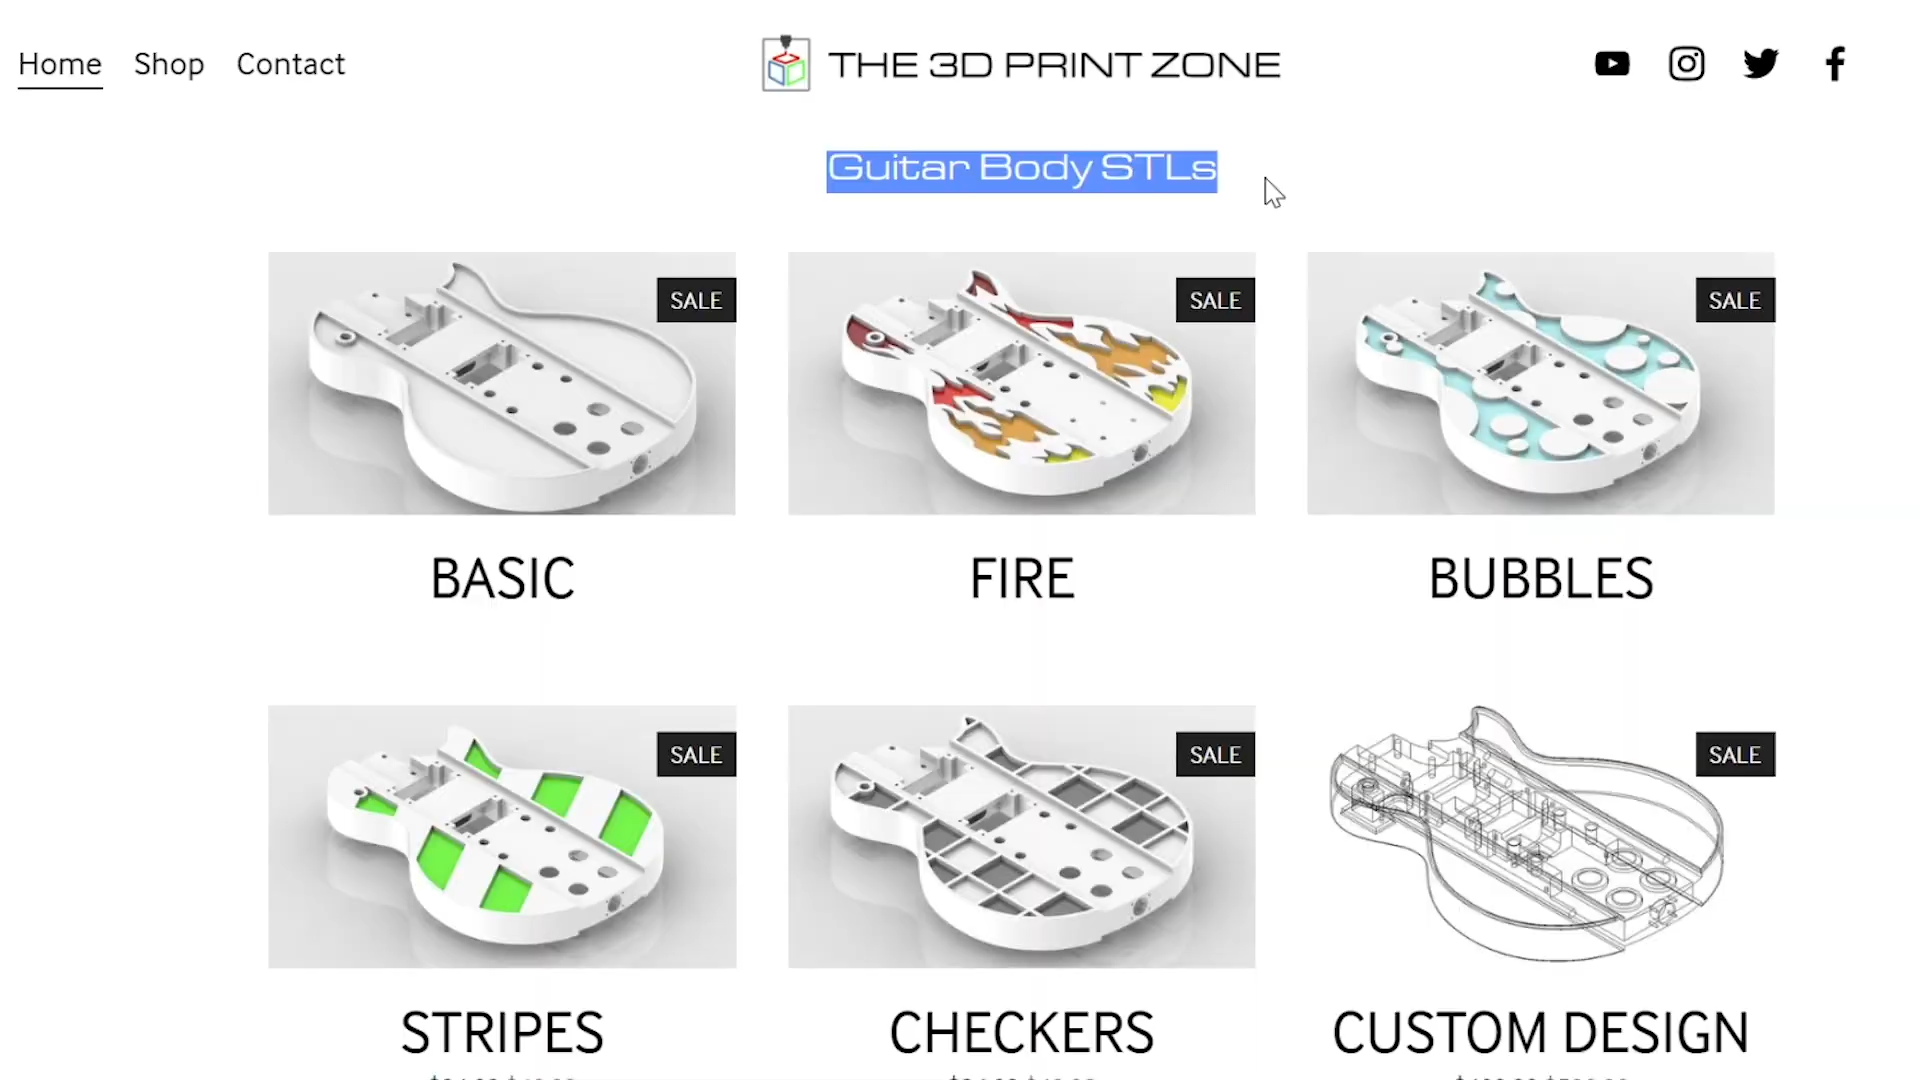 Home Shop Contact
THE 3D PRINT ZONE
Guitar Body STLs
SALE SALE SALE
BASIC FIRE BUBBLES
SALE SALE SALE
STRIPES CHECKERS CUSTOM DESIGN